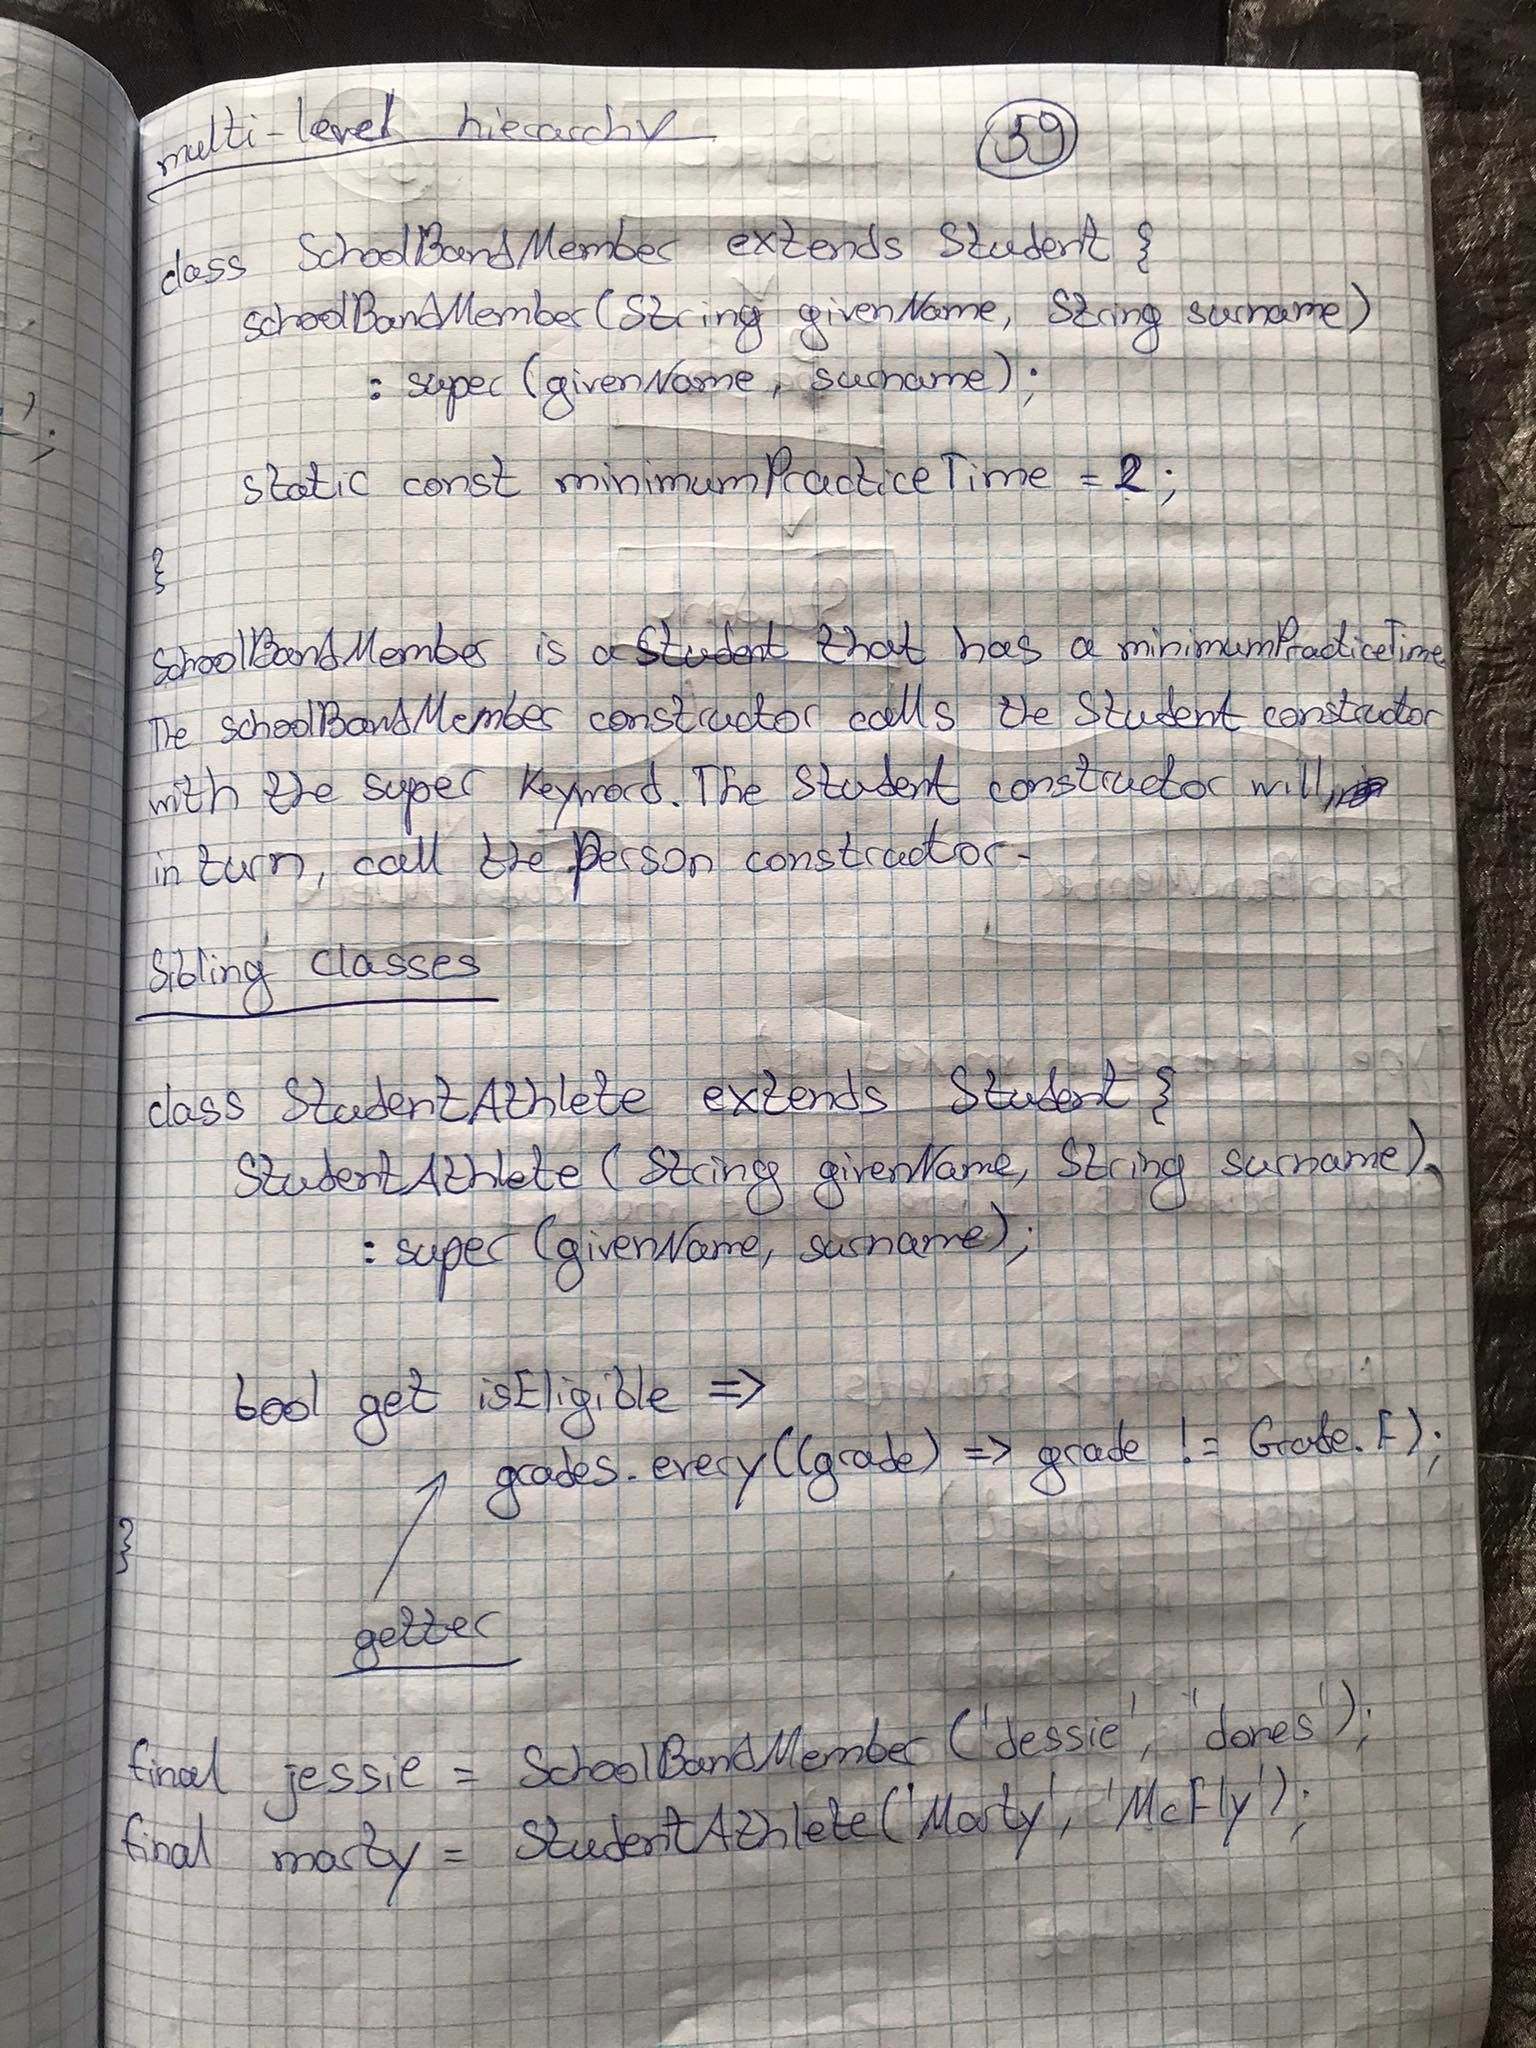 multi-level hierarchy
59
class SchoolBandMember extends Student {
schoolBandMember(String givenName, String surname)
: super (givenName, surname);
static const minimumPracticeTime = 2;
}
SchoolBandMember is a Student that has a minimumPracticeTime
The schoolBandMember constructor calls the Student constructor
with the super keyword. The Student constructor will,
in turn, call the Person constructor.
Sibling classes
class StudentAthlete extends Student {
StudentAthlete (String givenName, String surname)
: super (givenName, surname);
bool get isEligible =>
grades.every((grade) => grade != Grade.F);
}
getter
final jessie = SchoolBandMember ('Jessie', 'Jones');
final marty = StudentAthlete('Marty', 'McFly');
);